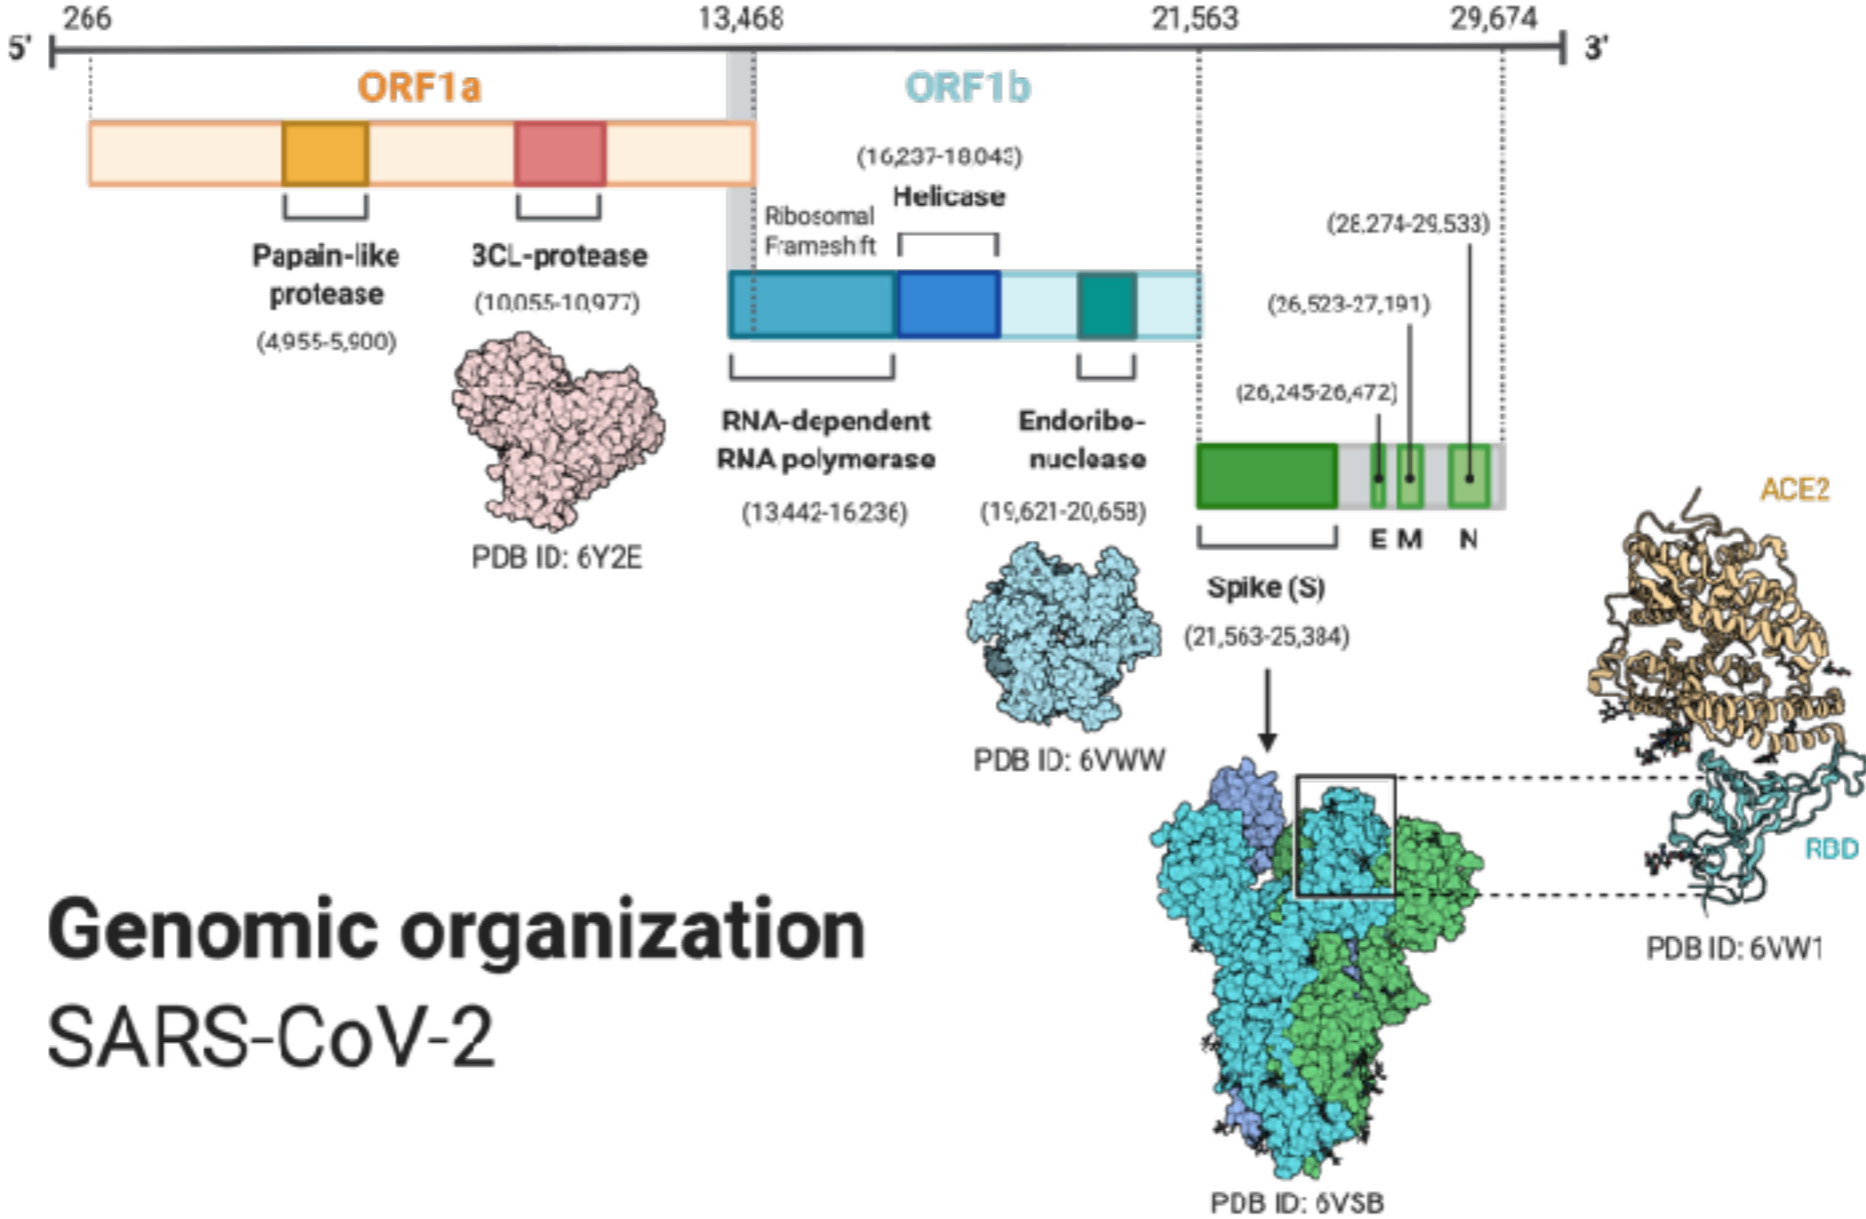 266
13,468
21,563
29,674
5'
3'
ORF1a
ORF1b
(16,237-18,043)
Helicase
Ribosomal
Frameshift
Papain-like
protease
(4,955-5,900)
3CL-protease
(10,055-10,977)
PDB ID: 6Y2E
RNA-dependent
RNA polymerase
(13,442-16,236)
Endoribo-
nuclease
(19,621-20,658)
PDB ID: 6VWW
(28,274-29,533)
(26,523-27,191)
(26,245-26,472)
E M N
Spike (S)
(21,563-25,384)
ACE2
RBD
PDB ID: 6VW1
PDB ID: 6VSB
Genomic organization
SARS-CoV-2